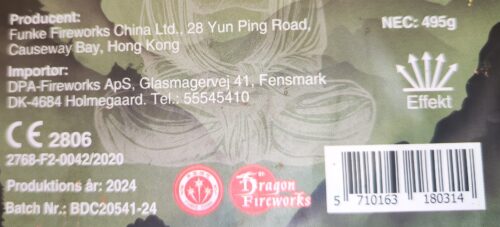 Producent:
Funke Fireworks China Ltd., 28 Yun Ping Road,
Causeway Bay, Hong Kong
NEC: 495g
Importør:
DPA-Fireworks ApS, Glasmagervej 41, Fensmark
DK-4684 Holmegaard. Tel.: 55545410
Effekt
CE 2806
2768-F2-0042/2020
Produktions år: 2024
Batch Nr.: BDC20541-24
Dragon
Fireworks
5 710163 180314